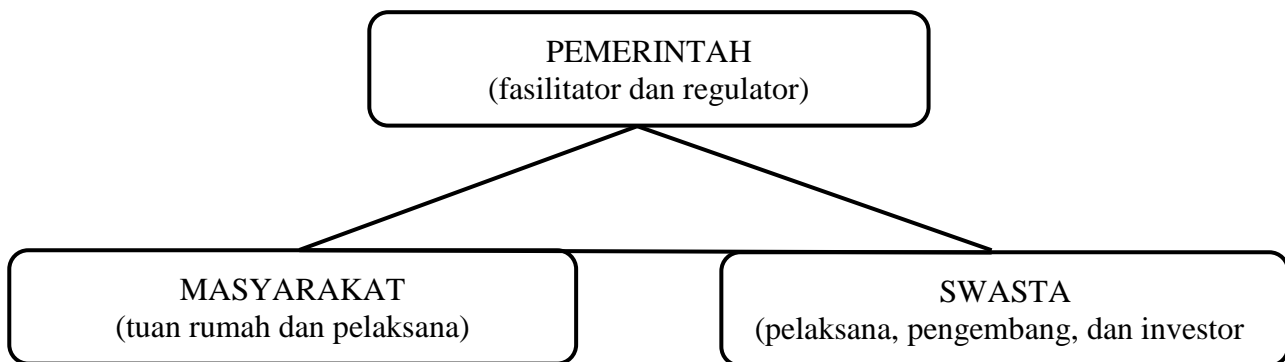 PEMERINTAH
(fasilitator dan regulator)
MASYARAKAT
(tuan rumah dan pelaksana)
SWASTA
(pelaksana, pengembang, dan investor